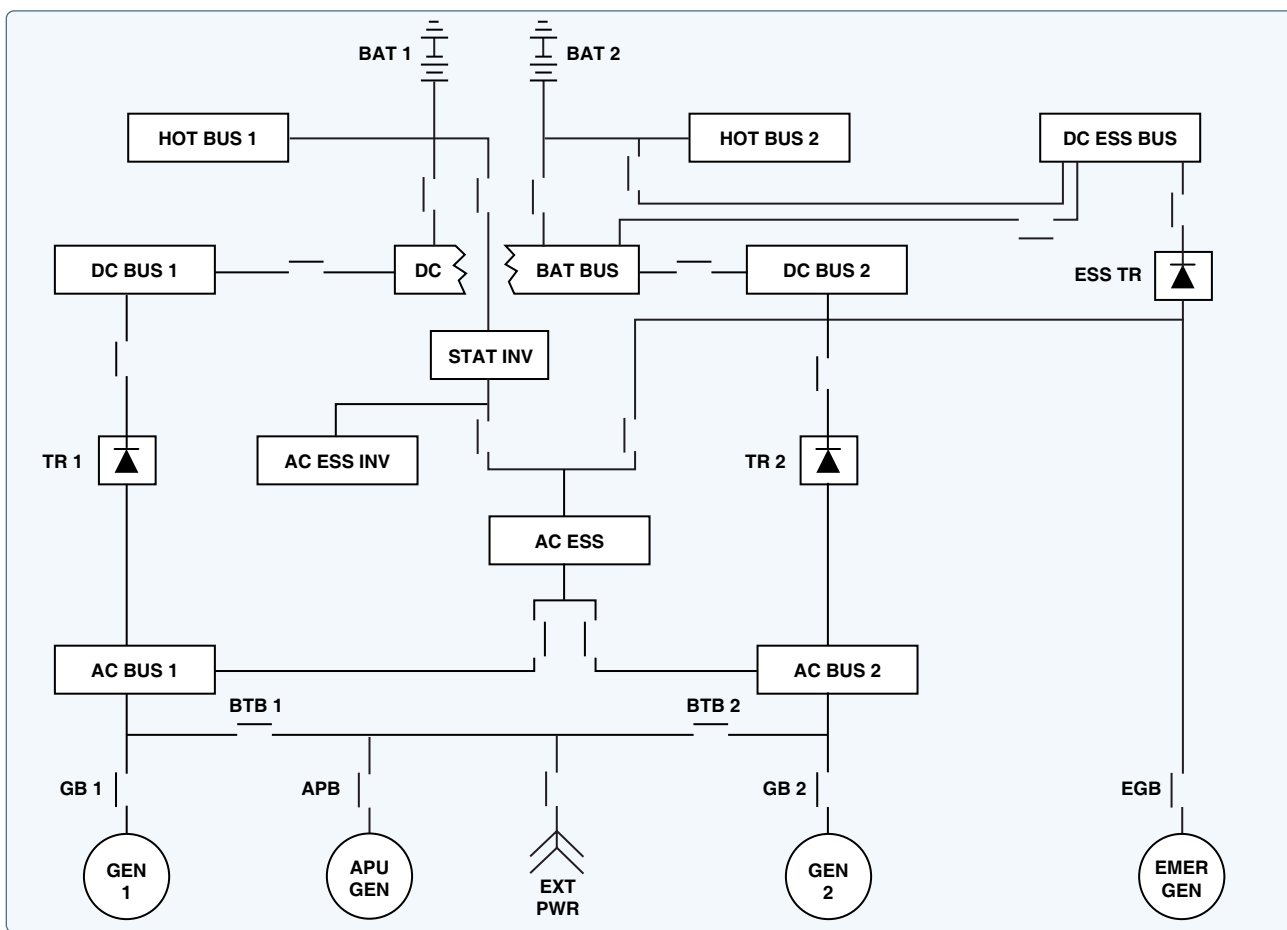 BAT 1
BAT 2
HOT BUS 1
HOT BUS 2
DC ESS BUS
DC BUS 1
DC
BAT BUS
DC BUS 2
ESS TR
STAT INV
TR 1
AC ESS INV
TR 2
AC ESS
AC BUS 1
AC BUS 2
BTB 1
BTB 2
GB 1
APB
GB 2
EGB
GEN
1
APU
GEN
EXT
PWR
GEN
2
EMER
GEN